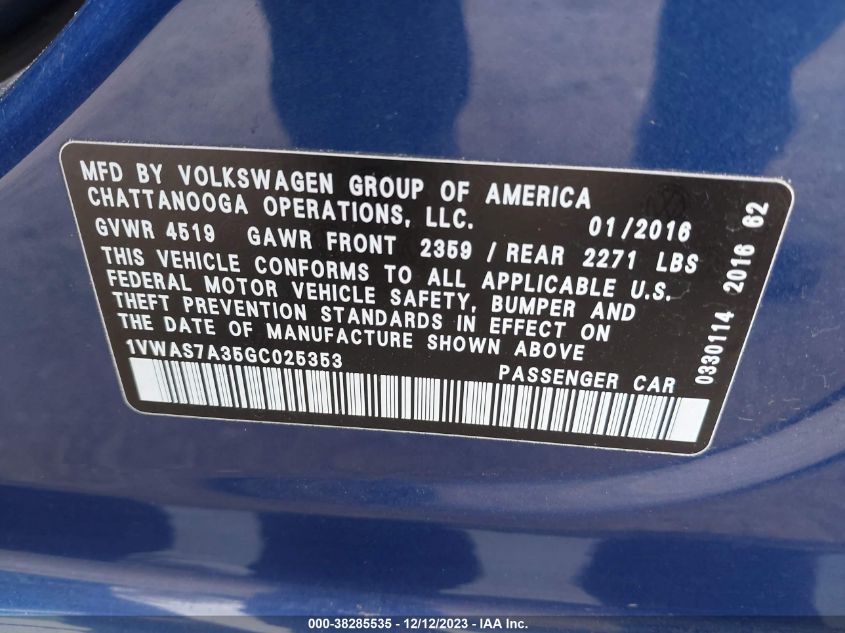 MFD BY VOLKSWAGEN GROUP OF AMERICA
CHATTANOOGA OPERATIONS, LLC. 01/2016
GVWR 4519 GAWR FRONT 2359 / REAR 2271 LBS
THIS VEHICLE CONFORMS TO ALL APPLICABLE U.S.
FEDERAL MOTOR VEHICLE SAFETY, BUMPER AND
THEFT PREVENTION STANDARDS IN EFFECT ON
THE DATE OF MANUFACTURE SHOWN ABOVE
1VWAS7A35GC025353 PASSENGER CAR
0330114 2016 62
000-38285535 - 12/12/2023 - IAA Inc.